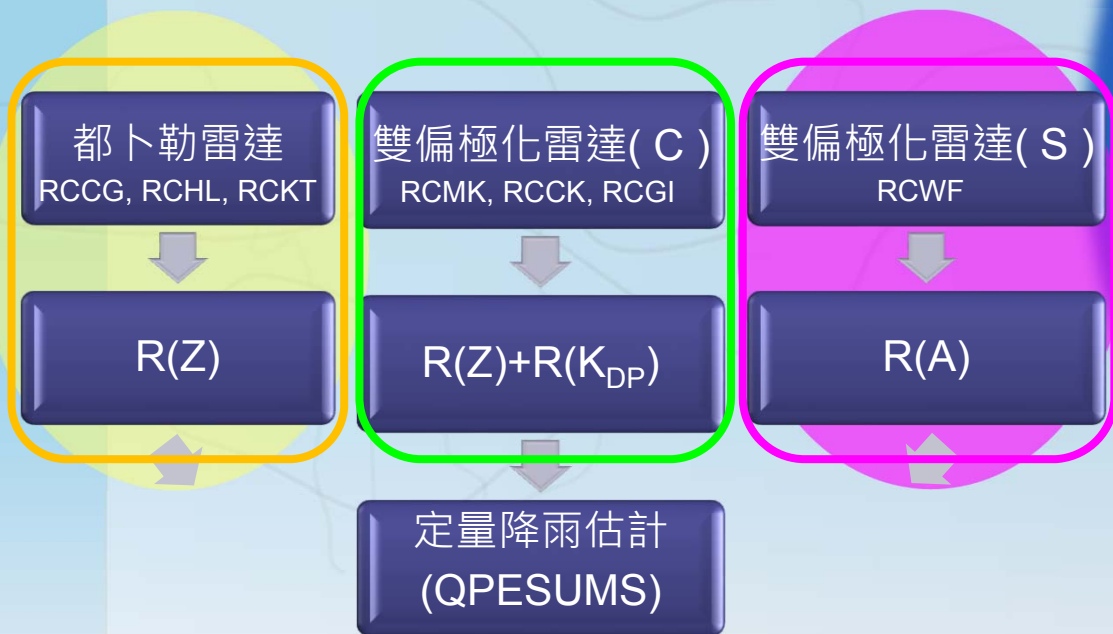 都卜勒雷達
RCCG, RCHL, RCKT
雙偏極化雷達( C )
RCMK, RCCK, RCGI
雙偏極化雷達( S )
RCWF
R(Z)
R(Z)+R(K_DP)
R(A)
定量降雨估計
(QPESUMS)